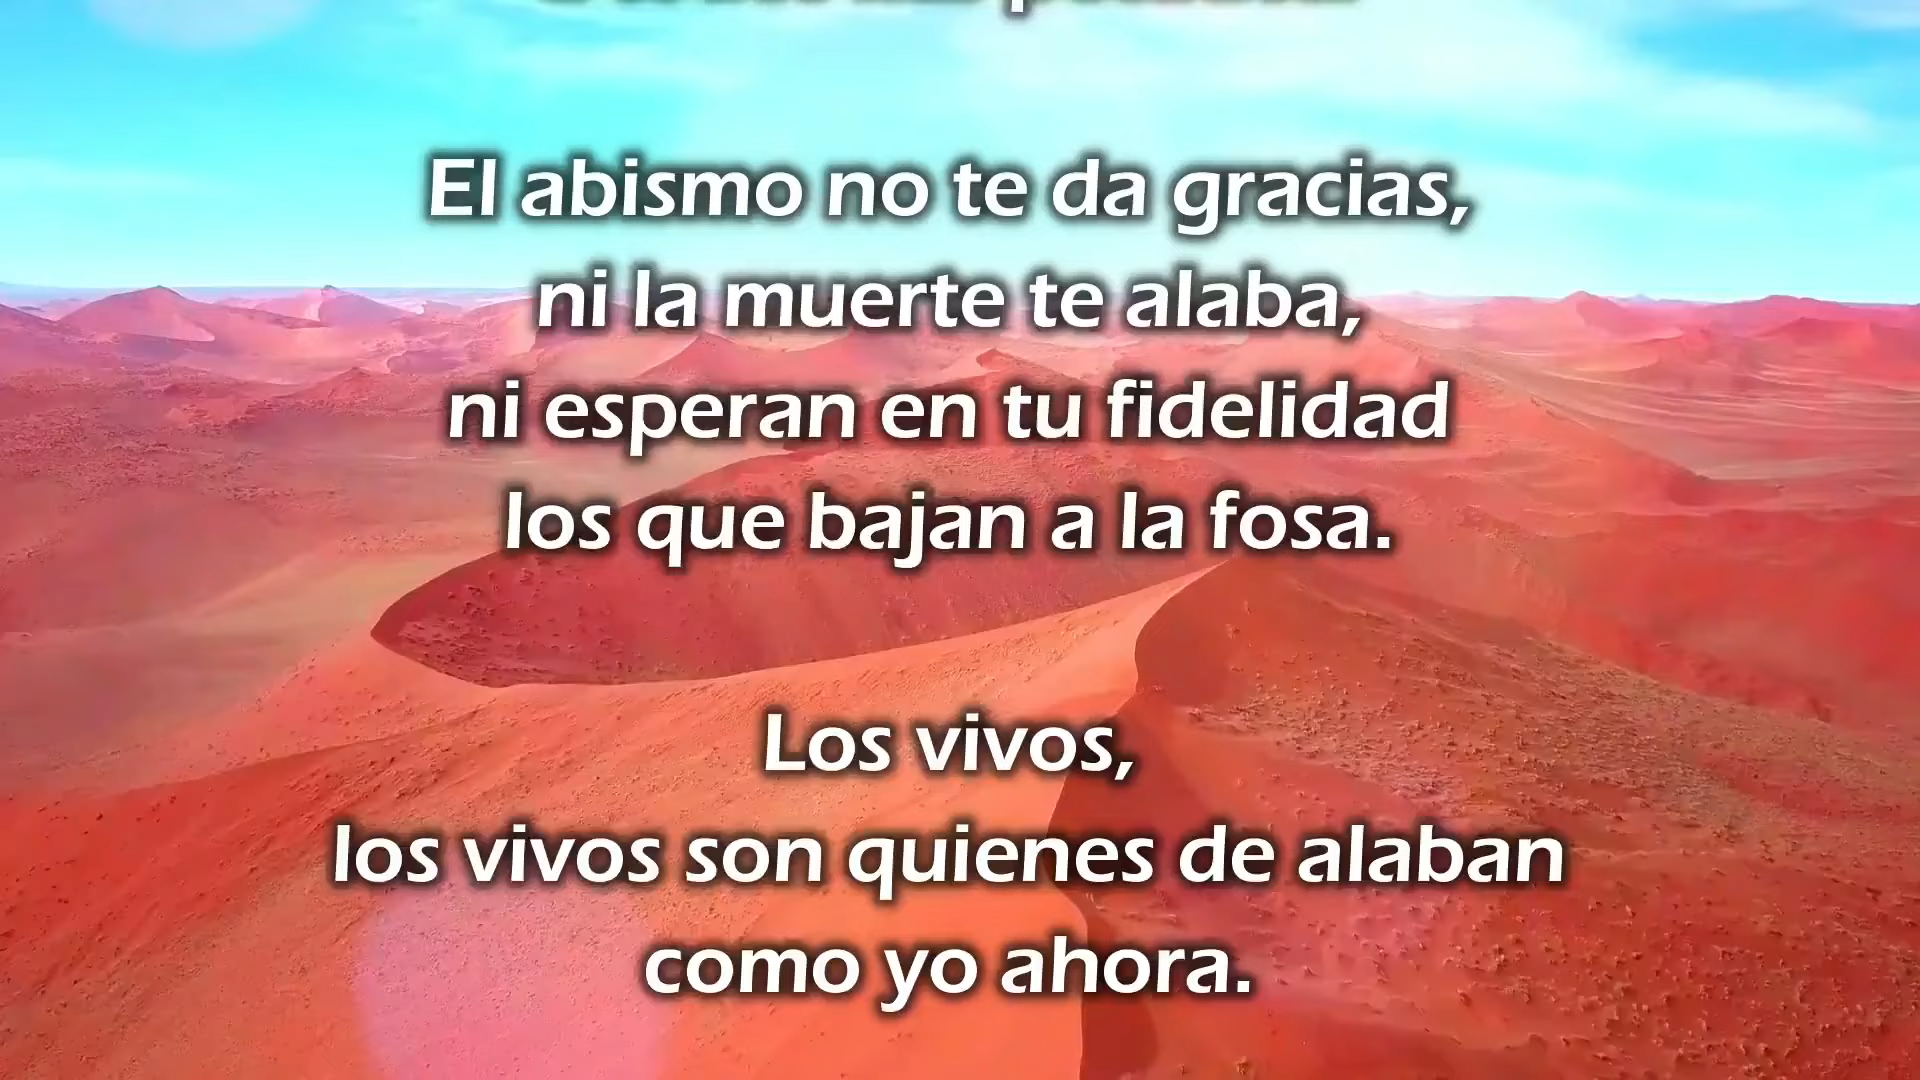 El abismo no te da gracias,
ni la muerte te alaba,
ni esperan en tu fidelidad
los que bajan a la fosa.
Los vivos,
los vivos son quienes de alaban
como yo ahora.